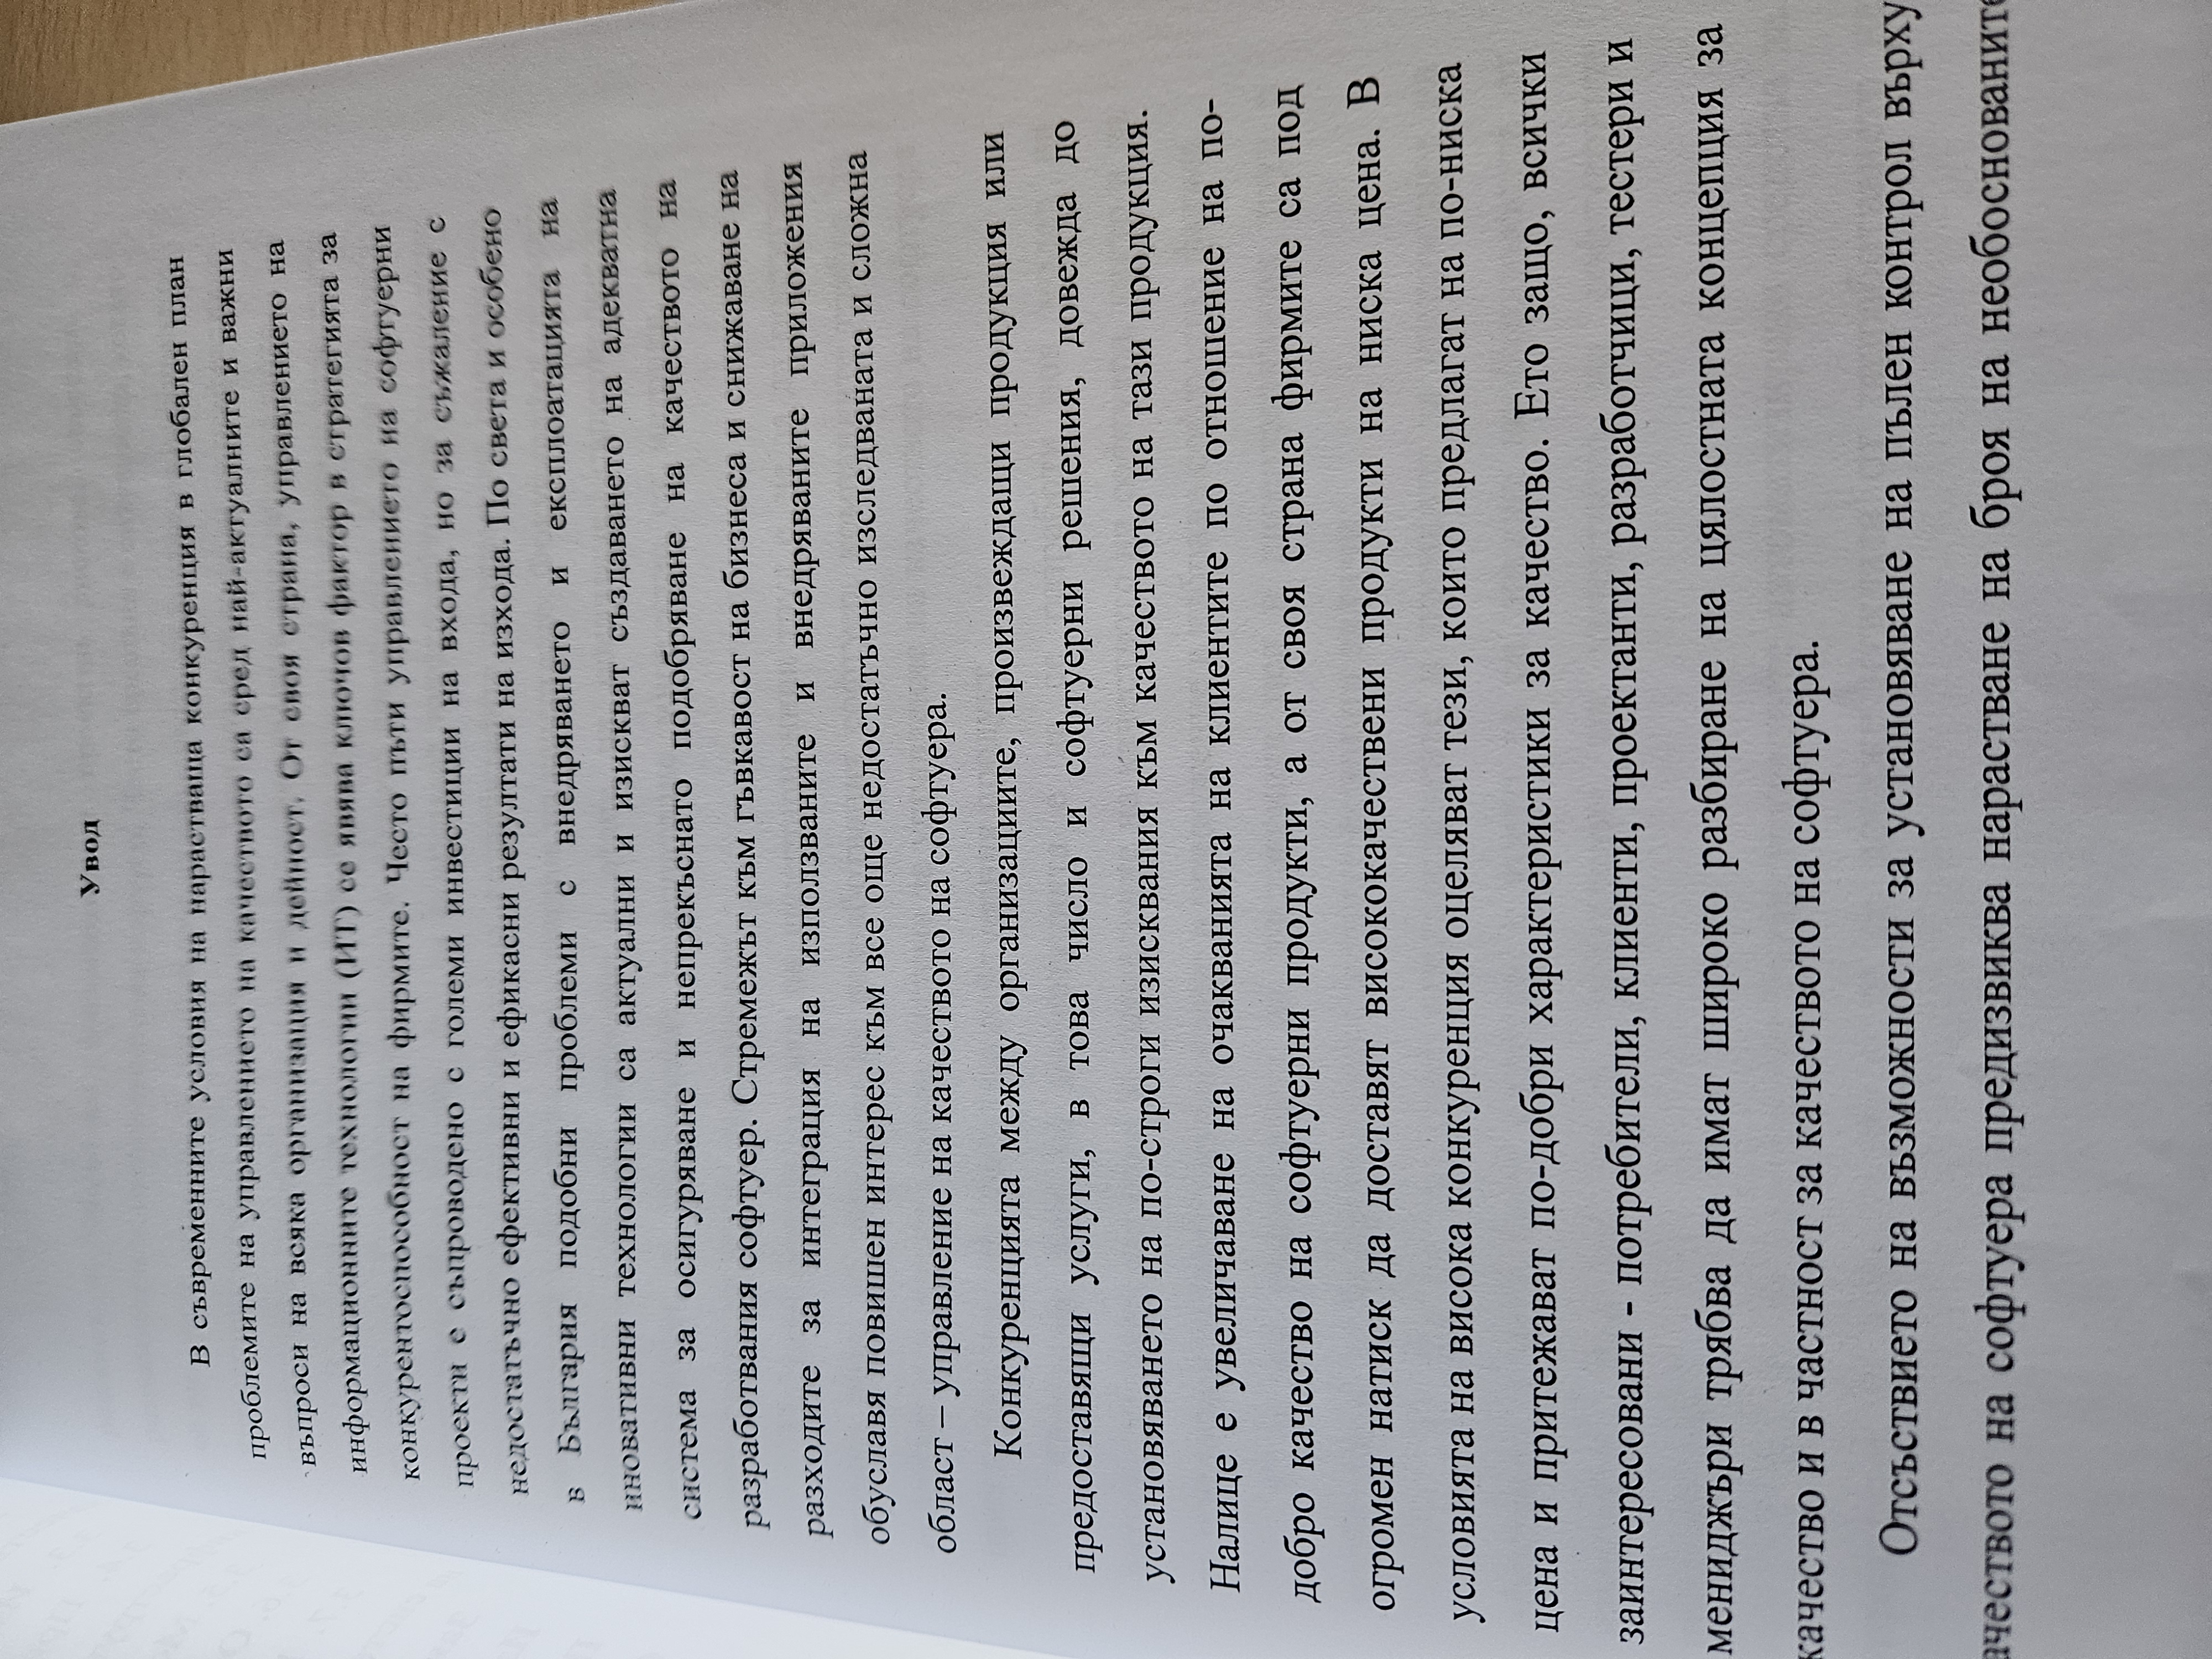 Увод
В съвременните условия на нарастваща конкуренция в глобален план
проблемите на управлението на качеството са сред най-актуалните и важни
въпроси на всяка организация и дейност. От своя страна, управлението на
информационните технологии (ИТ) се явява ключов фактор в стратегията за
конкурентоспособност на фирмите. Често пъти управлението на софтуерни
проекти е съпроводено с големи инвестиции на входа, но за съжаление с
недостатъчно ефективни и ефикасни резултати на изхода. По света и особено
в България подобни проблеми с внедряването и експлоатацията на
иновативни технологии са актуални и изискват създаването на адекватна
система за осигуряване и непрекъснато подобряване на качеството на
разработвания софтуер. Стремежът към гъвкавост на бизнеса и снижаване на
разходите за интеграция на използваните и внедряваните приложения
обуславя повишен интерес към все още недостатъчно изследваната и сложна
област – управление на качеството на софтуера.
Конкуренцията между организациите, произвеждащи продукция или
предоставящи услуги, в това число и софтуерни решения, довежда до
установяването на по-строги изисквания към качеството на тази продукция.
Налице е увеличаване на очакванията на клиентите по отношение на по-
добро качество на софтуерни продукти, а от своя страна фирмите са под
огромен натиск да доставят висококачествени продукти на ниска цена. В
условията на висока конкуренция оцеляват тези, които предлагат на по-ниска
цена и притежават по-добри характеристики за качество. Ето защо, всички
заинтересовани - потребители, клиенти, проектанти, разработчици, тестери и
мениджъри трябва да имат широко разбиране на цялостната концепция за
качество и в частност за качеството на софтуера.
Отсъствието на възможности за установяване на пълен контрол върху
ачеството на софтуера предизвиква нарастване на броя на необоснованите